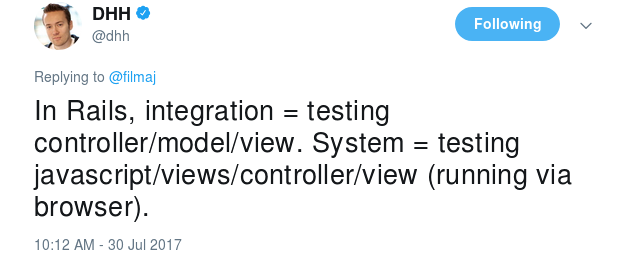 DHH
@dhh
Following
Replying to @filmaj
In Rails, integration = testing
controller/model/view. System = testing
javascript/views/controller/view (running via
browser).
10:12 AM - 30 Jul 2017